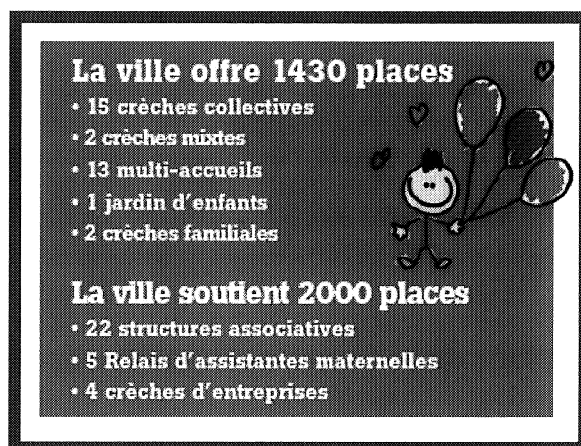 La ville offre 1430 places
• 15 crèches collectives
• 2 crèches mixtes
• 13 multi-accueils
• 1 jardin d'enfants
• 2 crèches familiales
La ville soutient 2000 places
• 22 structures associatives
• 5 Relais d'assistantes maternelles
• 4 crèches d'entreprises